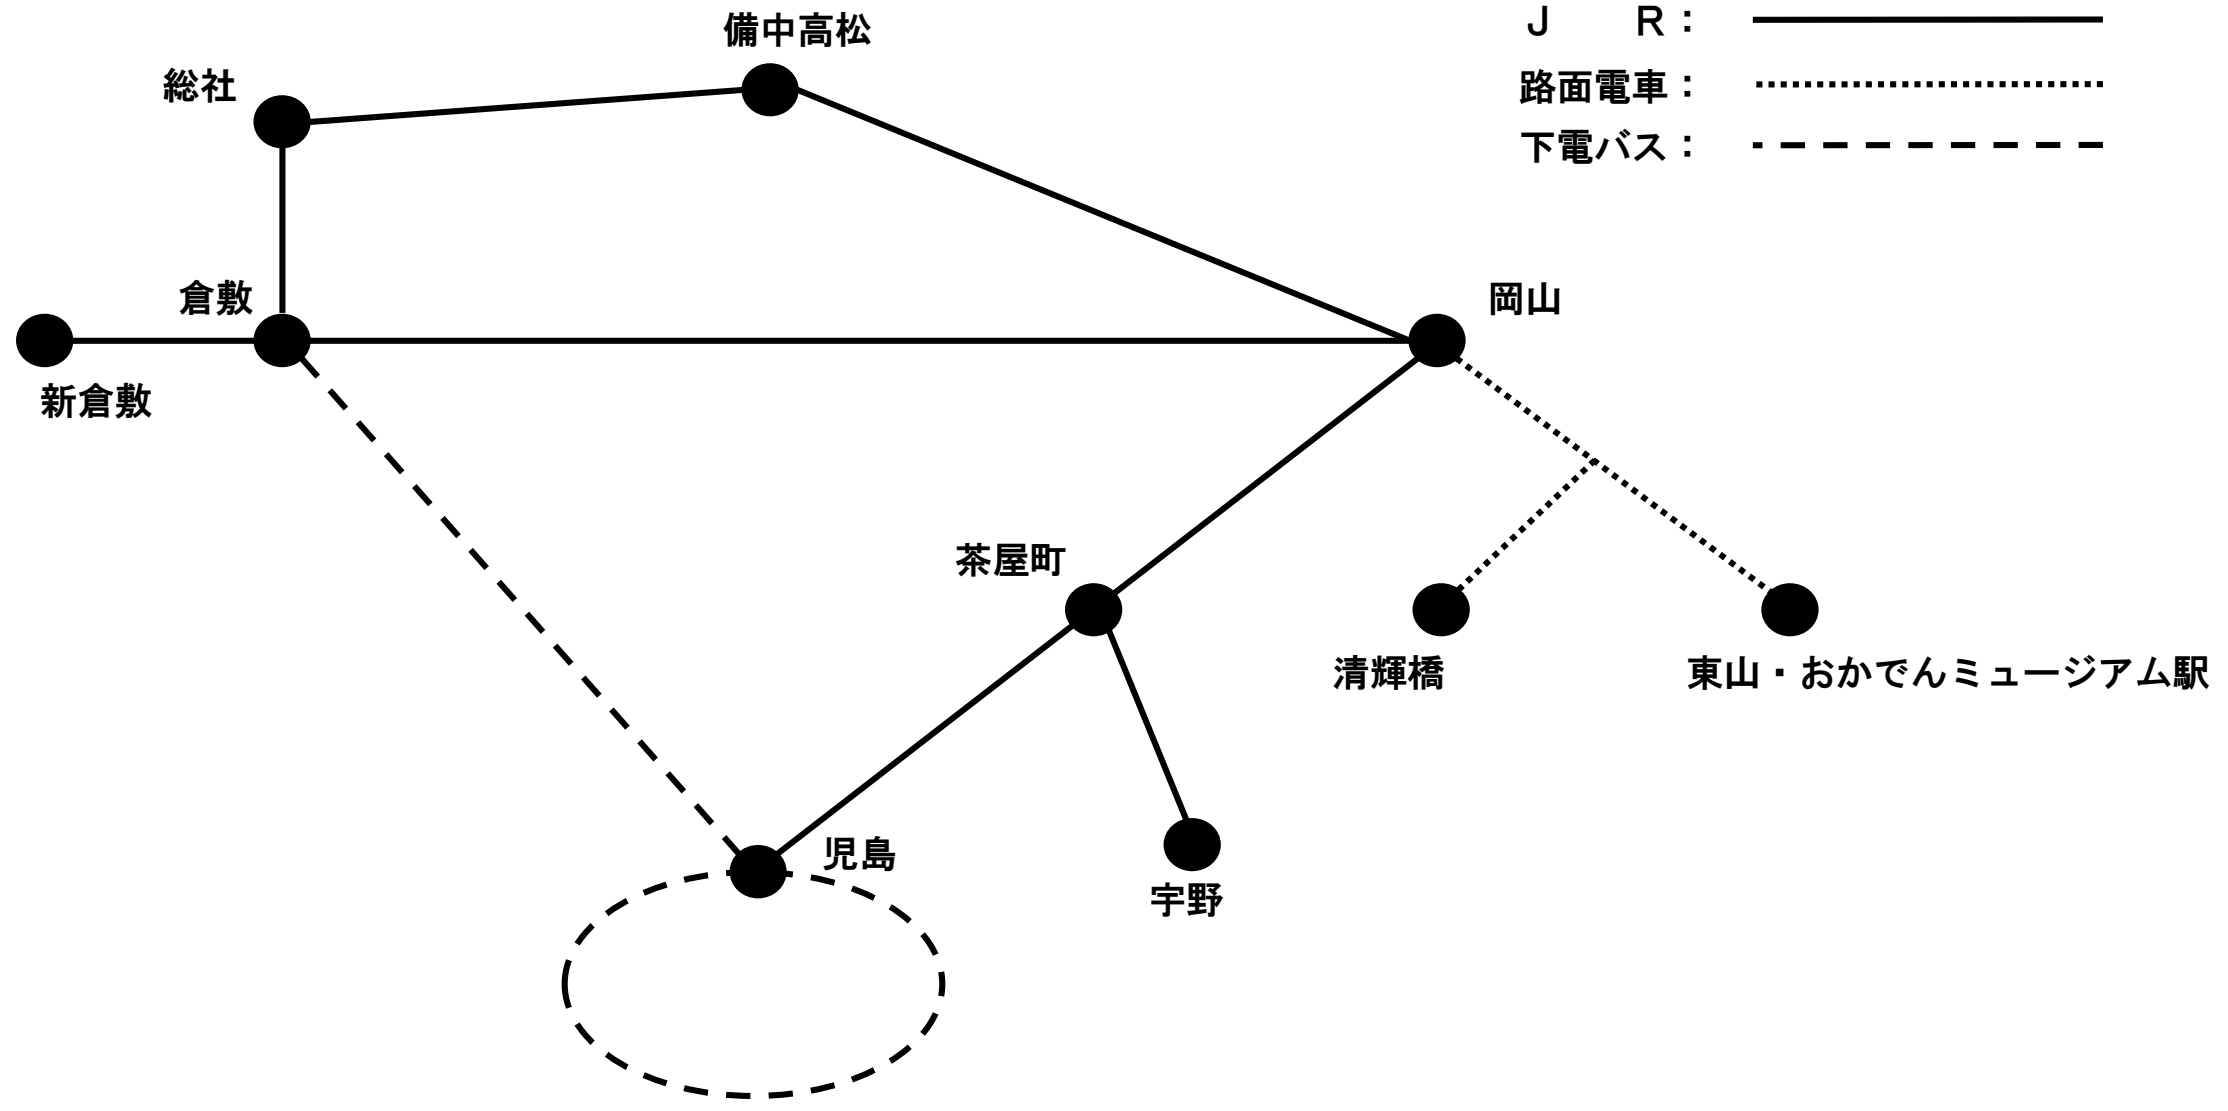 備中高松
J R：
総社
路面電車：
下電バス：
倉敷
岡山
新倉敷
茶屋町
清輝橋
東山・おかでんミュージアム駅
児島
宇野